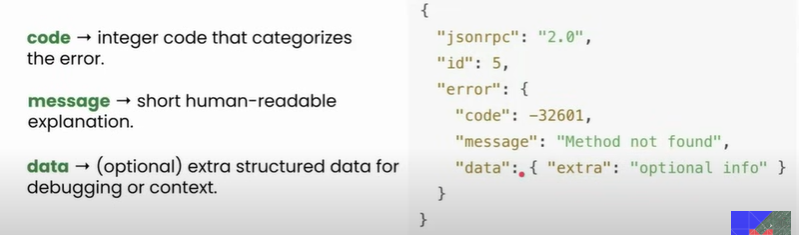 code → integer code that categorizes
the error.
message → short human-readable
explanation.
data → (optional) extra structured data for
debugging or context.
{
"jsonrpc": "2.0",
"id": 5,
"error": {
"code": -32601,
"message": "Method not found",
"data": { "extra": "optional info" }
}
}